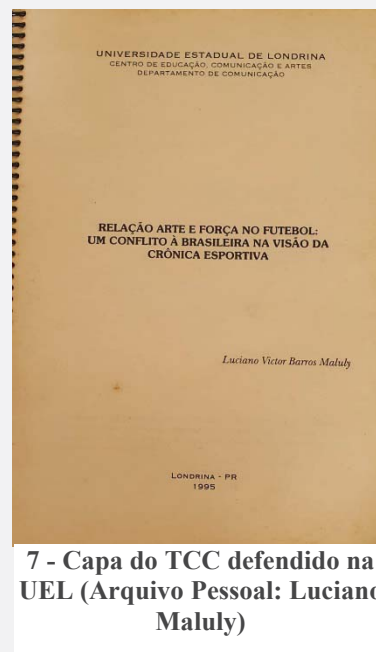 UNIVERSIDADE ESTADUAL DE LONDRINA
CENTRO DE EDUCAÇÃO, COMUNICAÇÃO E ARTES
DEPARTAMENTO DE COMUNICAÇÃO
RELAÇÃO ARTE E FORÇA NO FUTEBOL:
UM CONFLITO À BRASILEIRA NA VISÃO DA
CRÔNICA ESPORTIVA
Luciano Victor Barros Maluly
LONDRINA - PR
1995
7 - Capa do TCC defendido na
UEL (Arquivo Pessoal: Luciano
Maluly)